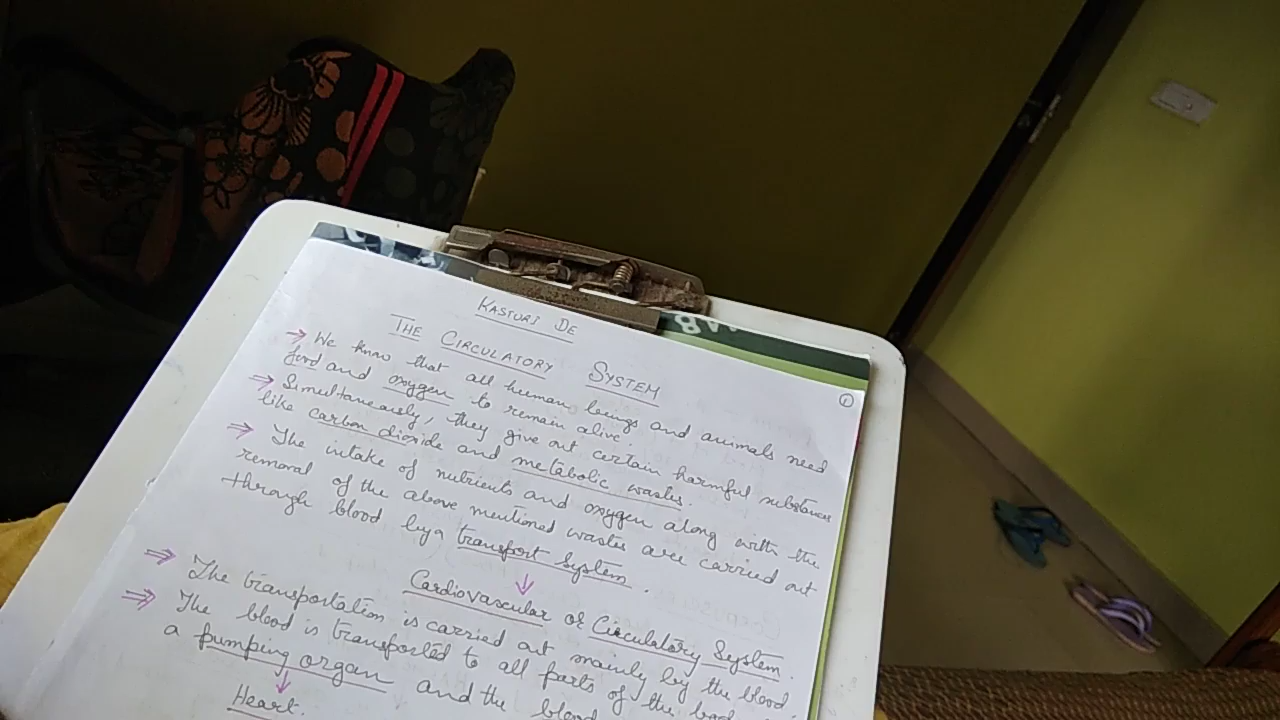 KASTURI DE
THE CIRCULATORY SYSTEM
1
⇒ We know that all human beings and animals need
food and oxygen to remain alive.
⇒ Simultaneously, they give out certain harmful substances
like carbon dioxide and metabolic wastes.
⇒ The intake of nutrients and oxygen along with the
removal of the above mentioned wastes are carried out
through blood by a transport System.
↓
Cardiovascular or Circulatory System.
⇒ The transportation is carried out mainly by the blood.
⇒ The blood is transported to all parts of the
a pumping organ and the blood
↓
Heart.